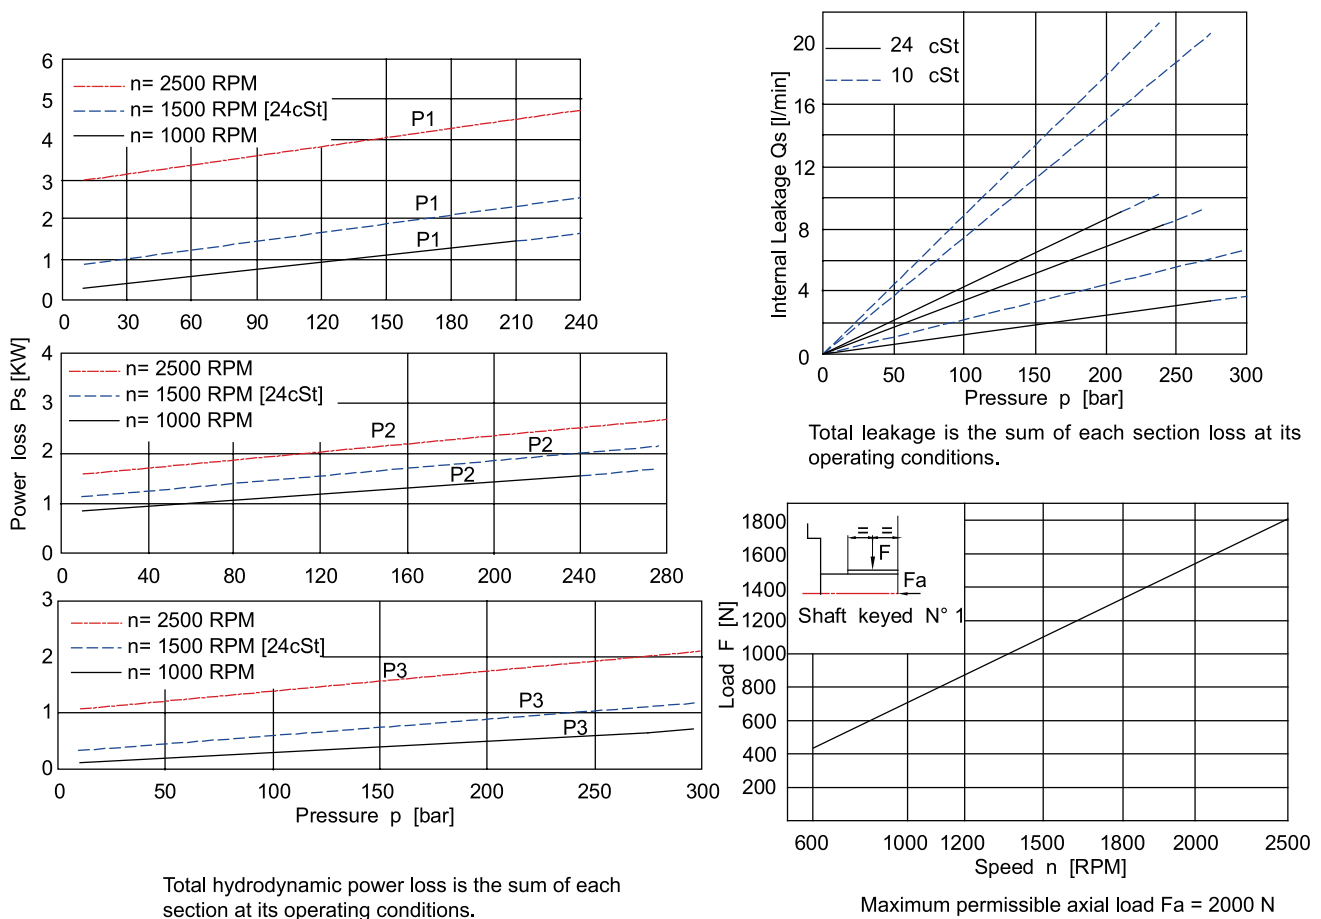 6
5
4
3
2
1
0
n= 2500 RPM
n= 1500 RPM [24cSt]
n= 1000 RPM
P1
P1
P1
0 30 60 90 120 150 180 210 240
Power loss Ps [KW]
4
3
2
1
0
n= 2500 RPM
n= 1500 RPM [24cSt]
n= 1000 RPM
P2
P2
P2
0 40 80 120 160 200 240 280
3
2
1
0
n= 2500 RPM
n= 1500 RPM [24cSt]
n= 1000 RPM
P3
P3
P3
0 50 100 150 200 250 300
Pressure p [bar]
Total hydrodynamic power loss is the sum of each
section at its operating conditions.
Internal Leakage Qs [l/min]
20
16
12
8
4
0
24 cSt
10 cSt
0 50 100 150 200 250 300
Pressure p [bar]
Total leakage is the sum of each section loss at its
operating conditions.
Load F [N]
1800
1600
1400
1200
1000
800
600
400
200
= =
F
Fa
Shaft keyed N° 1
600 1000 1200 1500 1800 2000 2500
Speed n [RPM]
Maximum permissible axial load Fa = 2000 N